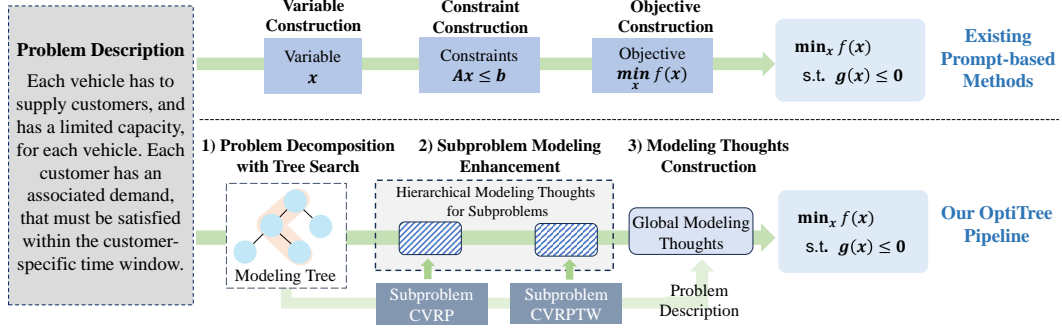 Problem Description
Each vehicle has to
supply customers, and
has a limited capacity,
for each vehicle. Each
customer has an
associated demand,
that must be satisfied
within the customer-
specific time window.
Variable
Construction
Constraint
Construction
Objective
Construction
Variable
x
Constraints
Ax ≤ b
Objective
min f(x)
x
min_x f(x)
s.t. g(x) ≤ 0
Existing
Prompt-based
Methods
1) Problem Decomposition
with Tree Search
2) Subproblem Modeling
Enhancement
3) Modeling Thoughts
Construction
Modeling Tree
Hierarchical Modeling Thoughts
for Subproblems
Global Modeling
Thoughts
min_x f(x)
s.t. g(x) ≤ 0
Our OptiTree
Pipeline
Subproblem
CVRP
Subproblem
CVRPTW
Problem
Description